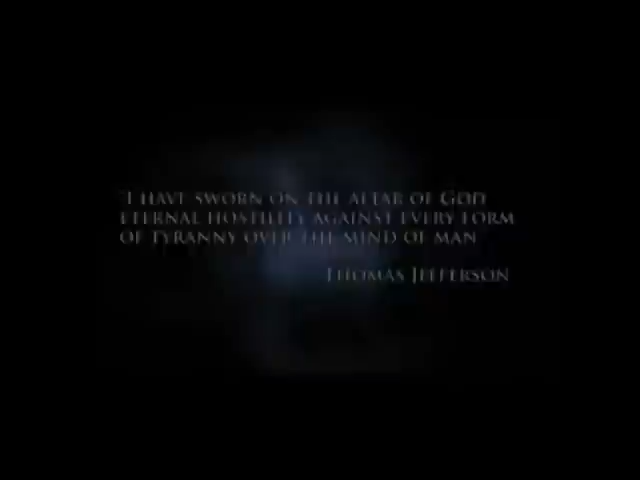 "I have sworn on the altar of God
eternal hostility against every form
of tyranny over the mind of man
Thomas Jefferson